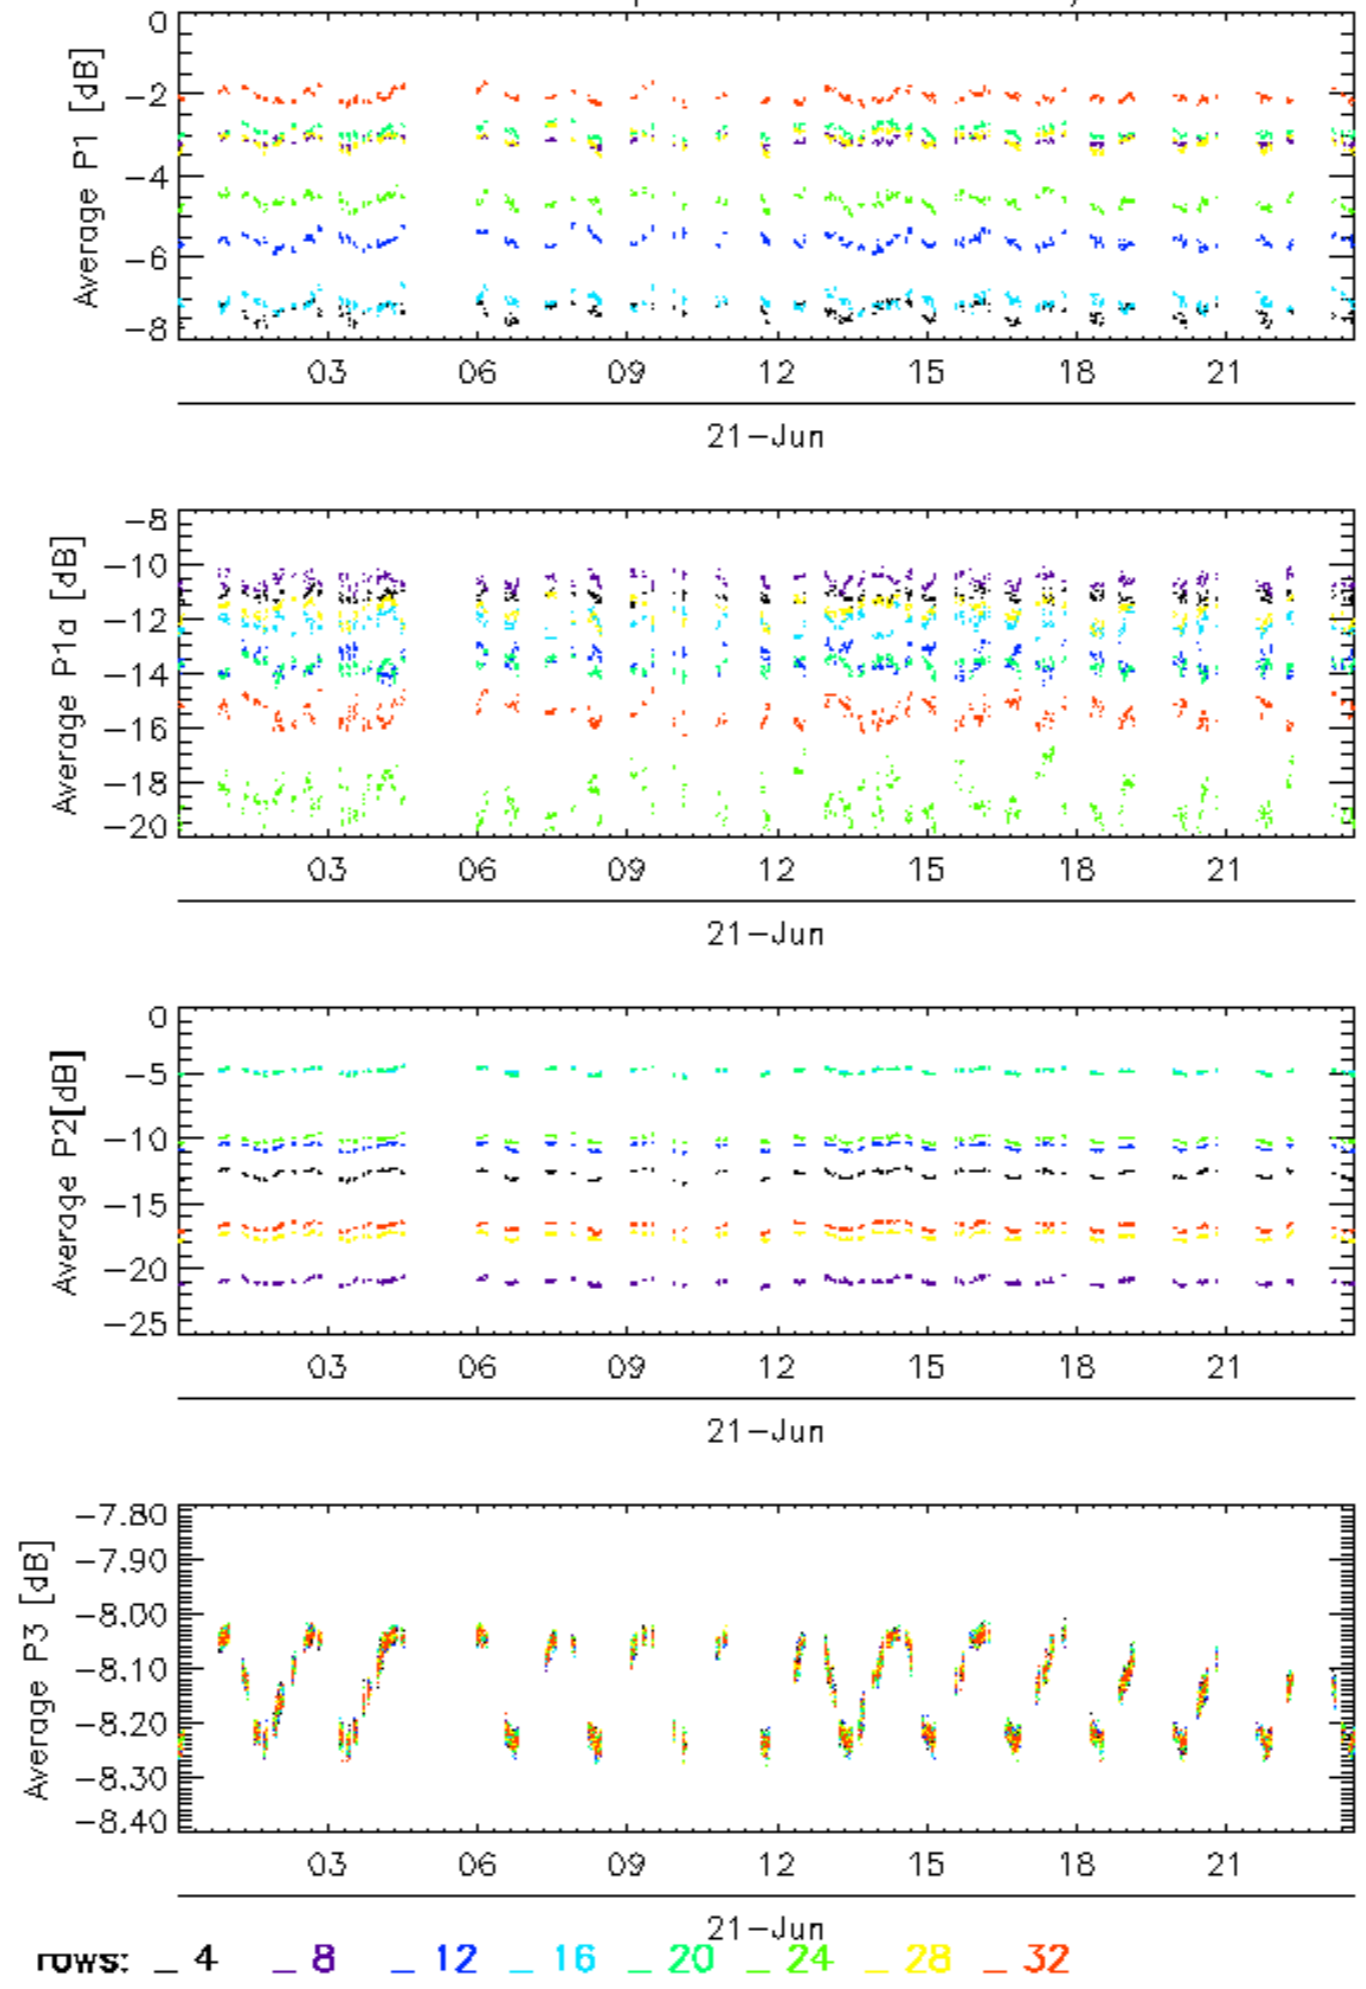 0
-2
-4
-6
-8
Average P1 [dB]
03 06 09 12 15 18 21
21-Jun
-8
-10
-12
-14
-16
-18
-20
Average P1a [dB]
03 06 09 12 15 18 21
21-Jun
0
-5
-10
-15
-20
-25
Average P2[dB]
03 06 09 12 15 18 21
21-Jun
-7.80
-7.90
-8.00
-8.10
-8.20
-8.30
-8.40
Average P3 [dB]
03 06 09 12 15 18 21
21-Jun
rows: _ 4 _ 8 _ 12 _ 16 _ 20 _ 24 _ 28 _ 32